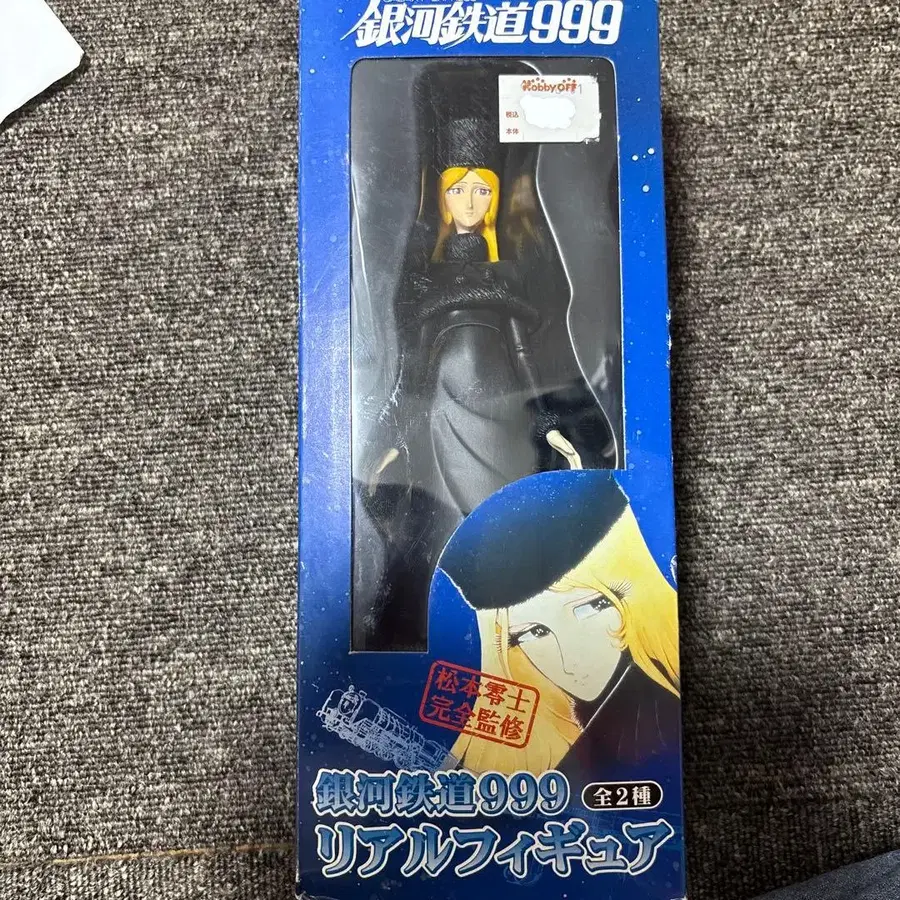 銀河鉄道999
HobbyOFF
税込
本体
松本零士
完全監修
銀河鉄道999 全2種
リアルフィギュア